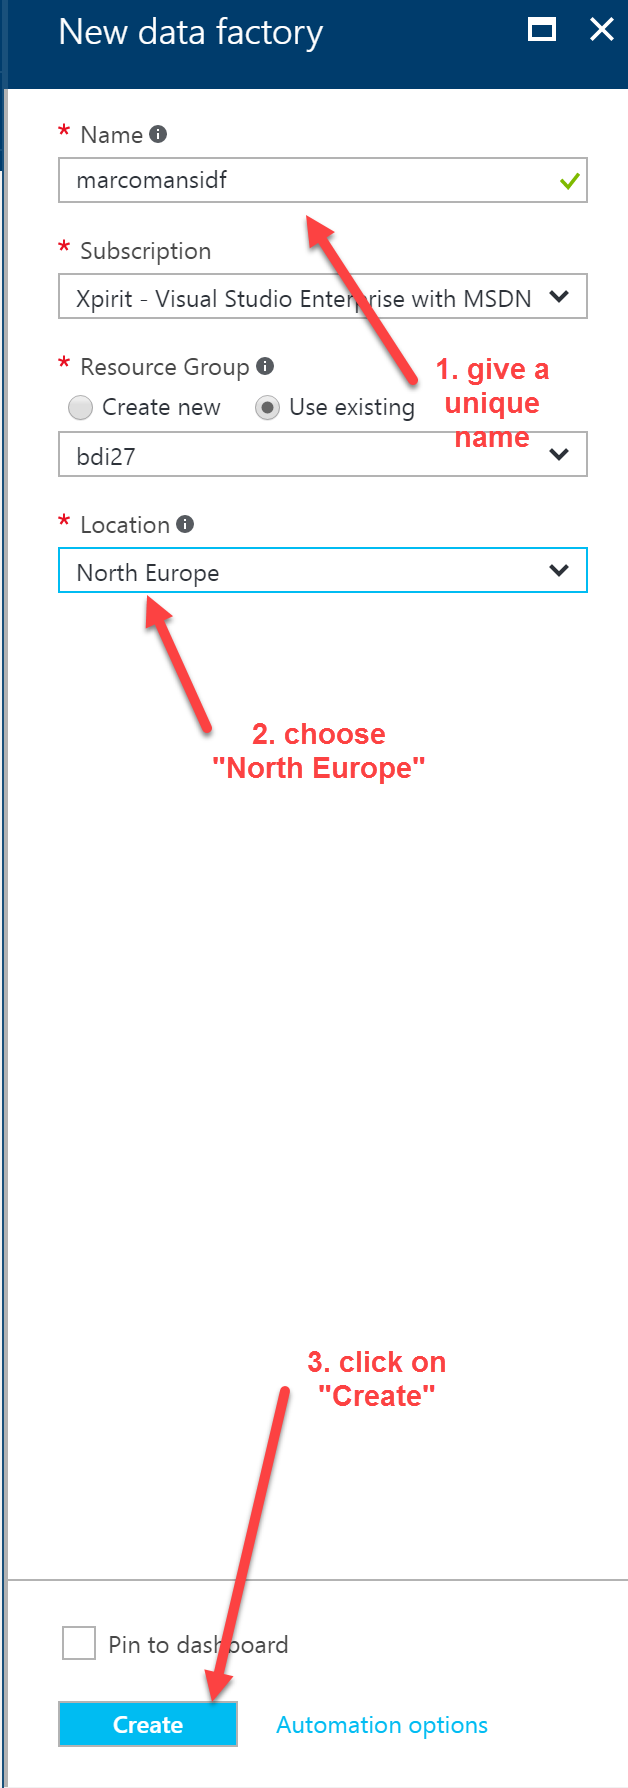 New data factory
* Name
marcomansidf
* Subscription
Xpirit - Visual Studio Enterprise with MSDN
* Resource Group
Create new Use existing
1. give a
unique
name
bdi27
* Location
North Europe
2. choose
"North Europe"
3. click on
"Create"
Pin to dashboard
Create Automation options